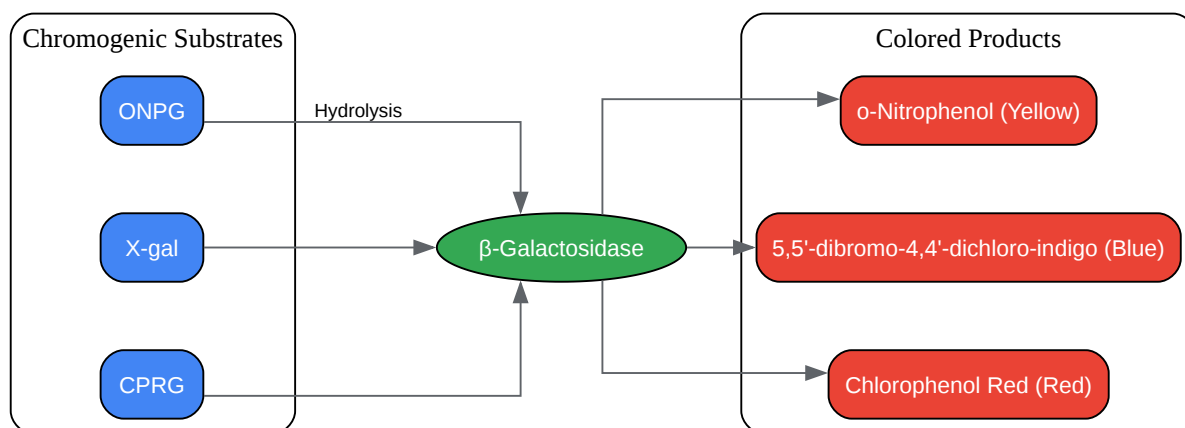 Chromogenic Substrates
Colored Products
ONPG
Hydrolysis
o-Nitrophenol (Yellow)
X-gal
β-Galactosidase
5,5'-dibromo-4,4'-dichloro-indigo (Blue)
CPRG
Chlorophenol Red (Red)